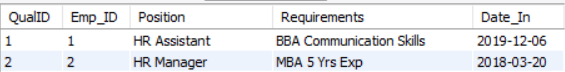 QualID Emp_ID Position Requirements Date_In
1 1 HR Assistant BBA Communication Skills 2019-12-06
2 2 HR Manager MBA 5 Yrs Exp 2018-03-20